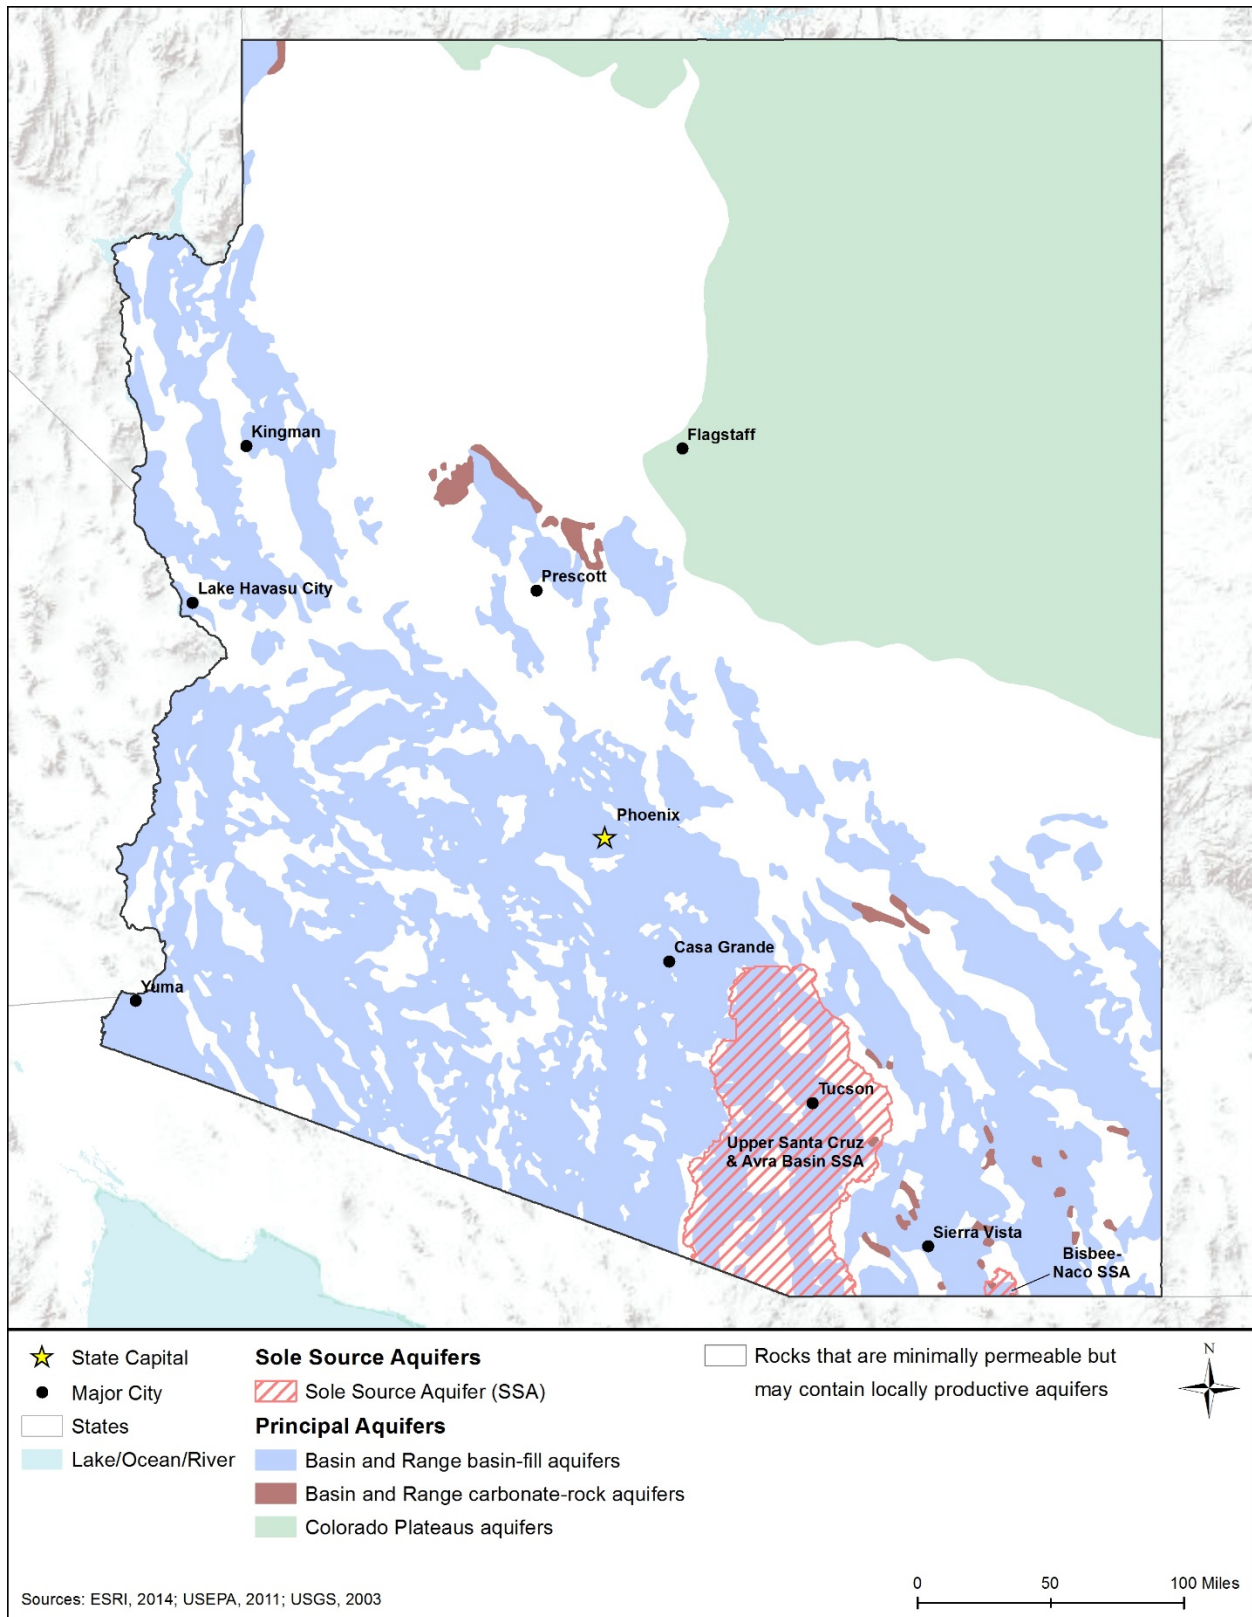 Kingman
Flagstaff
Lake Havasu City
Prescott
Phoenix
Casa Grande
Yuma
Tucson
Upper Santa Cruz
& Avra Basin SSA
Sierra Vista
Bisbee-
Naco SSA
State Capital
Major City
States
Lake/Ocean/River
Sole Source Aquifers
Sole Source Aquifer (SSA)
Principal Aquifers
Basin and Range basin-fill aquifers
Basin and Range carbonate-rock aquifers
Colorado Plateaus aquifers
Rocks that are minimally permeable but
may contain locally productive aquifers
N
Sources: ESRI, 2014; USEPA, 2011; USGS, 2003
0 50 100 Miles